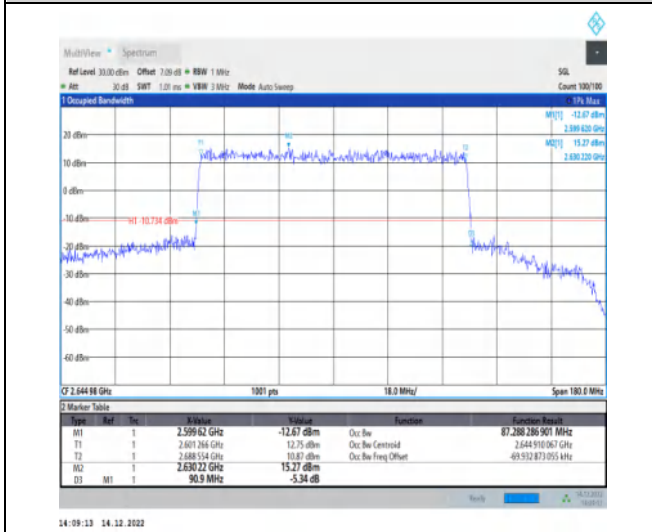 MultiView Spectrum
Ref Level 30.00 dBm Offset 7.09 dB RBW 1 MHz SGL
Att 30 dB SWT 1.01 ms VBW 3 MHz Mode Auto Sweep Count 100/100
1 Occupied Bandwidth 1Pk Max
M1[1] -12.67 dBm
2.599 620 GHz
M2[1] 15.27 dBm
2.630 220 GHz
20 dBm
10 dBm
0 dBm
-10 dBm
H1 -10.734 dBm
-20 dBm
-30 dBm
-40 dBm
-50 dBm
-60 dBm
T1
M2
T2
M1
D3
CF 2.644 98 GHz 1001 pts 18.0 MHz/ Span 180.0 MHz
2 Marker Table
Type Ref Trc X-Value Y-Value Function Function Result
M1 1 2.599 62 GHz -12.67 dBm Occ Bw 87.288 286 901 MHz
T1 1 2.601 266 GHz 12.75 dBm Occ Bw Centroid 2.644 910 067 GHz
T2 1 2.688 554 GHz 10.87 dBm Occ Bw Freq Offset -69.932 873 055 kHz
M2 1 2.630 22 GHz 15.27 dBm
D3 M1 1 90.9 MHz -5.34 dB
Ready 14.12.2022
14:09:13 14.12.2022